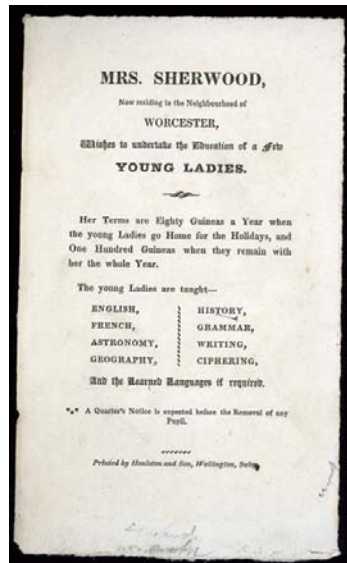 MRS. SHERWOOD,
Now residing in the Neighbourhood of
WORCESTER,
Wishes to undertake the Education of a Few
YOUNG LADIES.
Her Terms are Eighty Guineas a Year when
the young Ladies go Home for the Holidays, and
One Hundred Guineas when they remain with
her the whole Year.
The young Ladies are taught—
ENGLISH,
FRENCH,
ASTRONOMY,
GEOGRAPHY,
HISTORY,
GRAMMAR,
WRITING,
CIPHERING,
And the Learned Languages if required.
*⁎* A Quarter's Notice is expected before the Removal of any
Pupil.
Printed by Houlston and Son, Wellington, Salop.